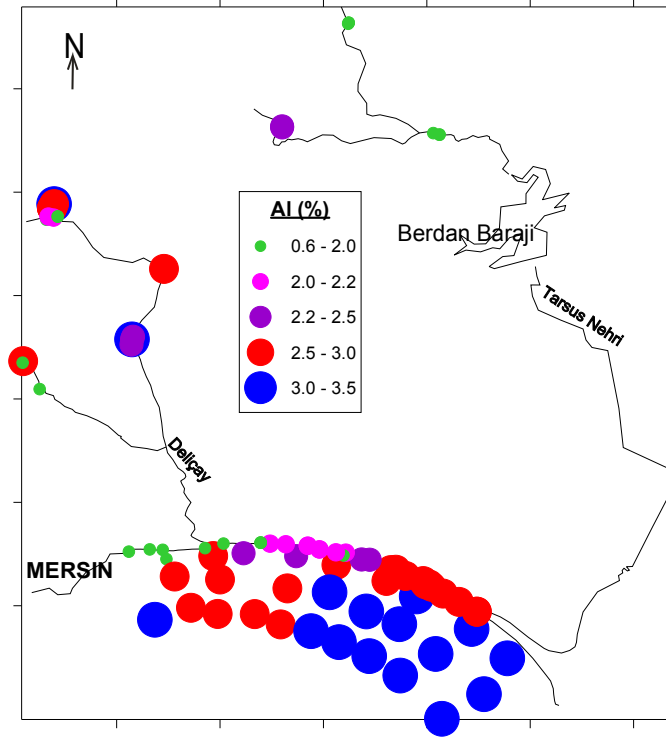 N
Al (%)
0.6 - 2.0
2.0 - 2.2
2.2 - 2.5
2.5 - 3.0
3.0 - 3.5
Berdan Baraji
Tarsus Nehri
Deliçay
MERSIN